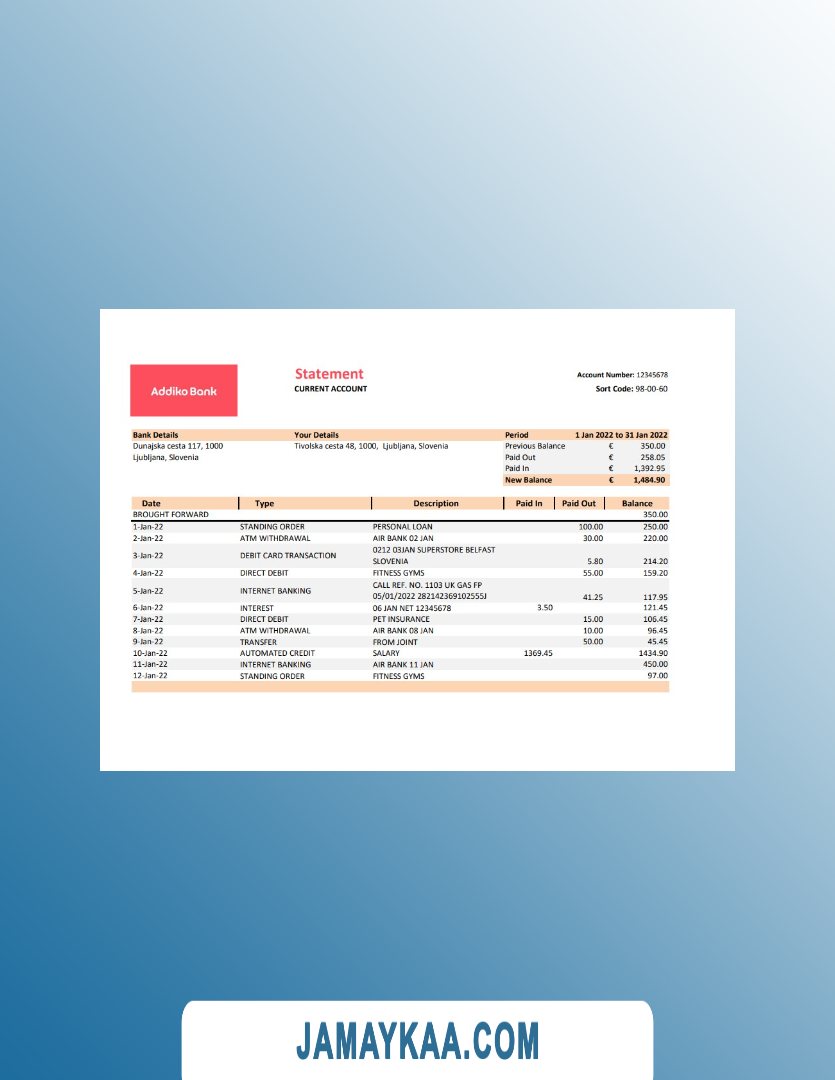 Addiko Bank
Statement
CURRENT ACCOUNT
Account Number: 12345678
Sort Code: 98-00-60
Bank Details Your Details Period 1 Jan 2022 to 31 Jan 2022
Dunajska cesta 117, 1000 Tivolska cesta 48, 1000, Ljubljana, Slovenia Previous Balance € 350.00
Ljubljana, Slovenia Paid Out € 258.05
Paid In € 1,392.95
New Balance € 1,484.90
Date Type Description Paid In Paid Out Balance
BROUGHT FORWARD 350.00
1-Jan-22 STANDING ORDER PERSONAL LOAN 100.00 250.00
2-Jan-22 ATM WITHDRAWAL AIR BANK 02 JAN 30.00 220.00
3-Jan-22 DEBIT CARD TRANSACTION 0212 03JAN SUPERSTORE BELFAST
SLOVENIA 5.80 214.20
4-Jan-22 DIRECT DEBIT FITNESS GYMS 55.00 159.20
5-Jan-22 INTERNET BANKING CALL REF. NO. 1103 UK GAS FP
05/01/2022 282142369102555J 41.25 117.95
6-Jan-22 INTEREST 06 JAN NET 12345678 3.50 121.45
7-Jan-22 DIRECT DEBIT PET INSURANCE 15.00 106.45
8-Jan-22 ATM WITHDRAWAL AIR BANK 08 JAN 10.00 96.45
9-Jan-22 TRANSFER FROM JOINT 50.00 45.45
10-Jan-22 AUTOMATED CREDIT SALARY 1369.45 1434.90
11-Jan-22 INTERNET BANKING AIR BANK 11 JAN 450.00
12-Jan-22 STANDING ORDER FITNESS GYMS 97.00
JAMAYKAA.COM